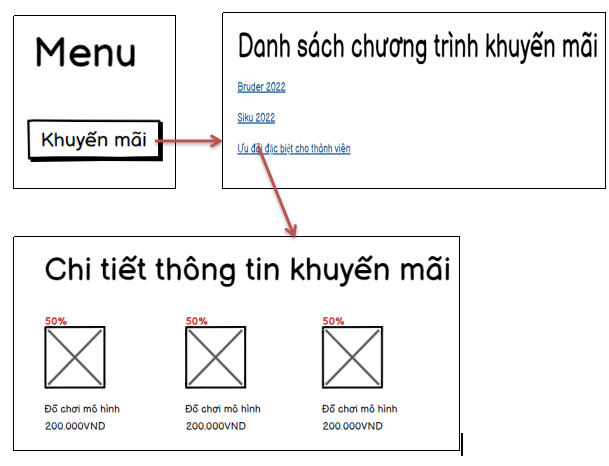 Menu
Khuyến mãi
Danh sách chương trình khuyến mãi
Bruder 2022
Siku 2022
Ưu đãi đặc biệt cho thành viên
Chi tiết thông tin khuyến mãi
50% 50% 50%
Đồ chơi mô hình Đồ chơi mô hình Đồ chơi mô hình
200.000VND 200.000VND 200.000VND